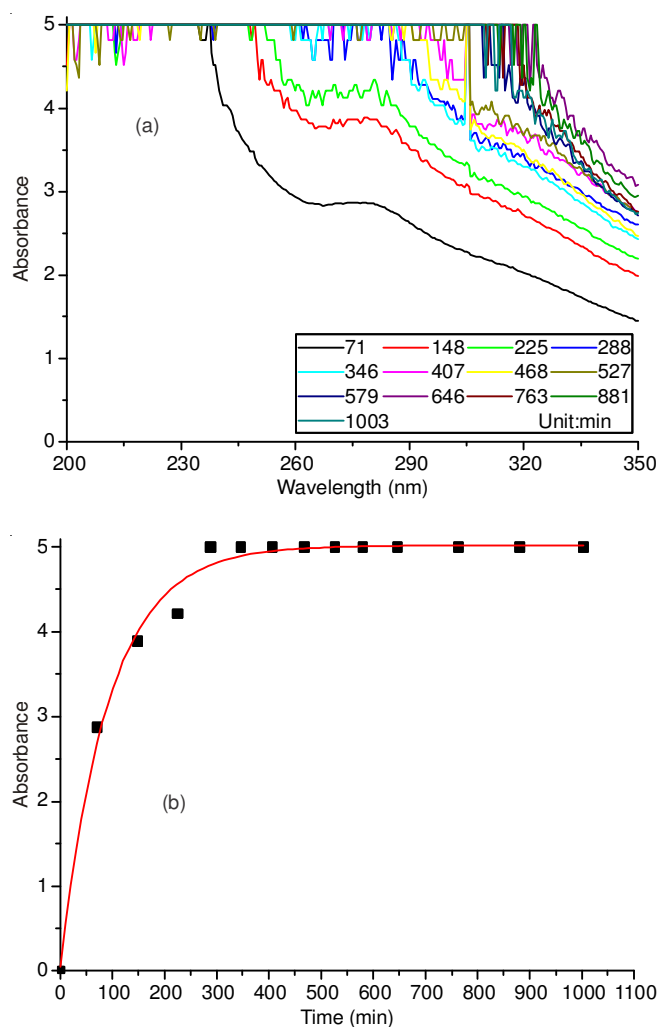 5
4
(a)
3
Absorbance
2
1
71 148 225 288
346 407 468 527
579 646 763 881
1003 Unit:min
0
200 230 260 290 320 350
Wavelength (nm)
5
4
3
Absorbance
(b)
2
1
0
0 100 200 300 400 500 600 700 800 900 1000 1100
Time (min)